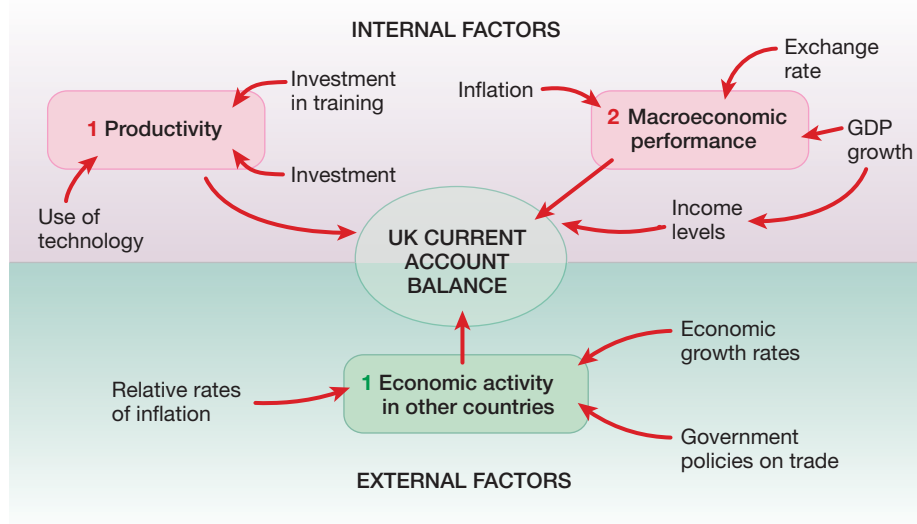 INTERNAL FACTORS
Investment
in training
1 Productivity
Investment
Use of
technology
Inflation
Exchange
rate
2 Macroeconomic
performance
GDP
growth
Income
levels
UK CURRENT
ACCOUNT
BALANCE
Economic
growth rates
1 Economic activity
in other countries
Relative rates
of inflation
Government
policies on trade
EXTERNAL FACTORS